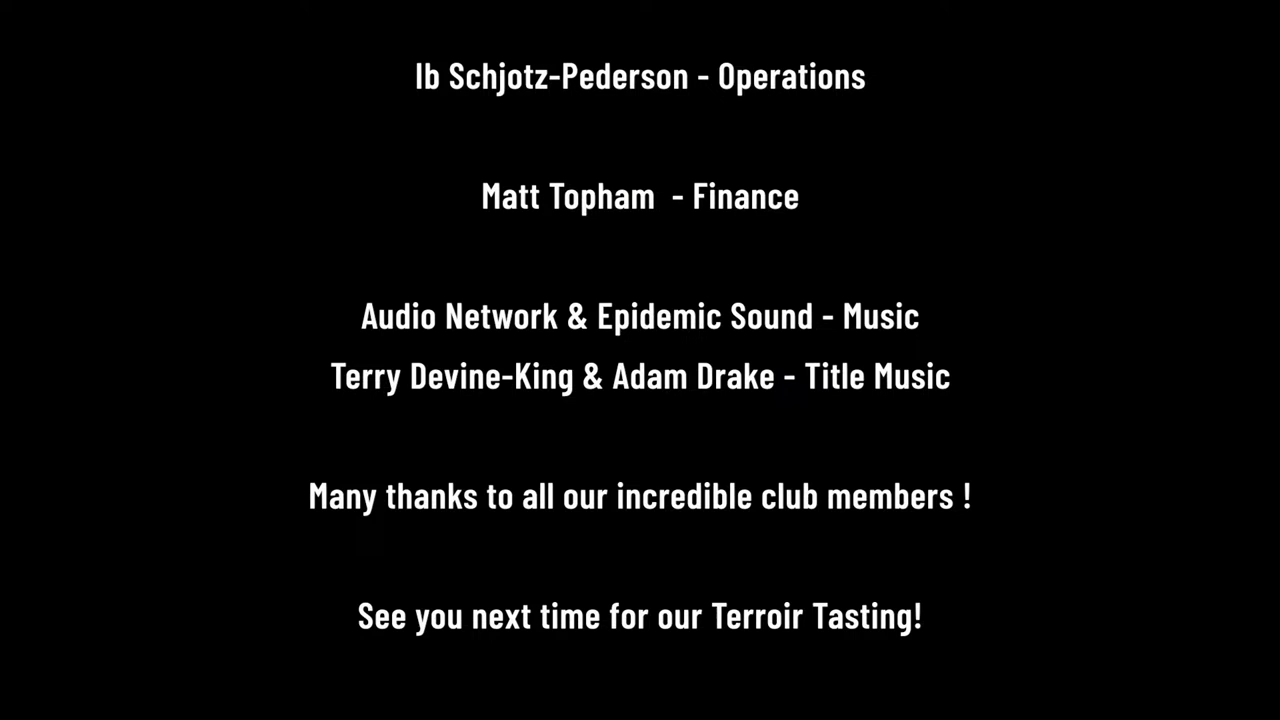 Ib Schjotz-Pederson - Operations
Matt Topham  - Finance
Audio Network & Epidemic Sound - Music
Terry Devine-King & Adam Drake - Title Music
Many thanks to all our incredible club members !
See you next time for our Terroir Tasting!